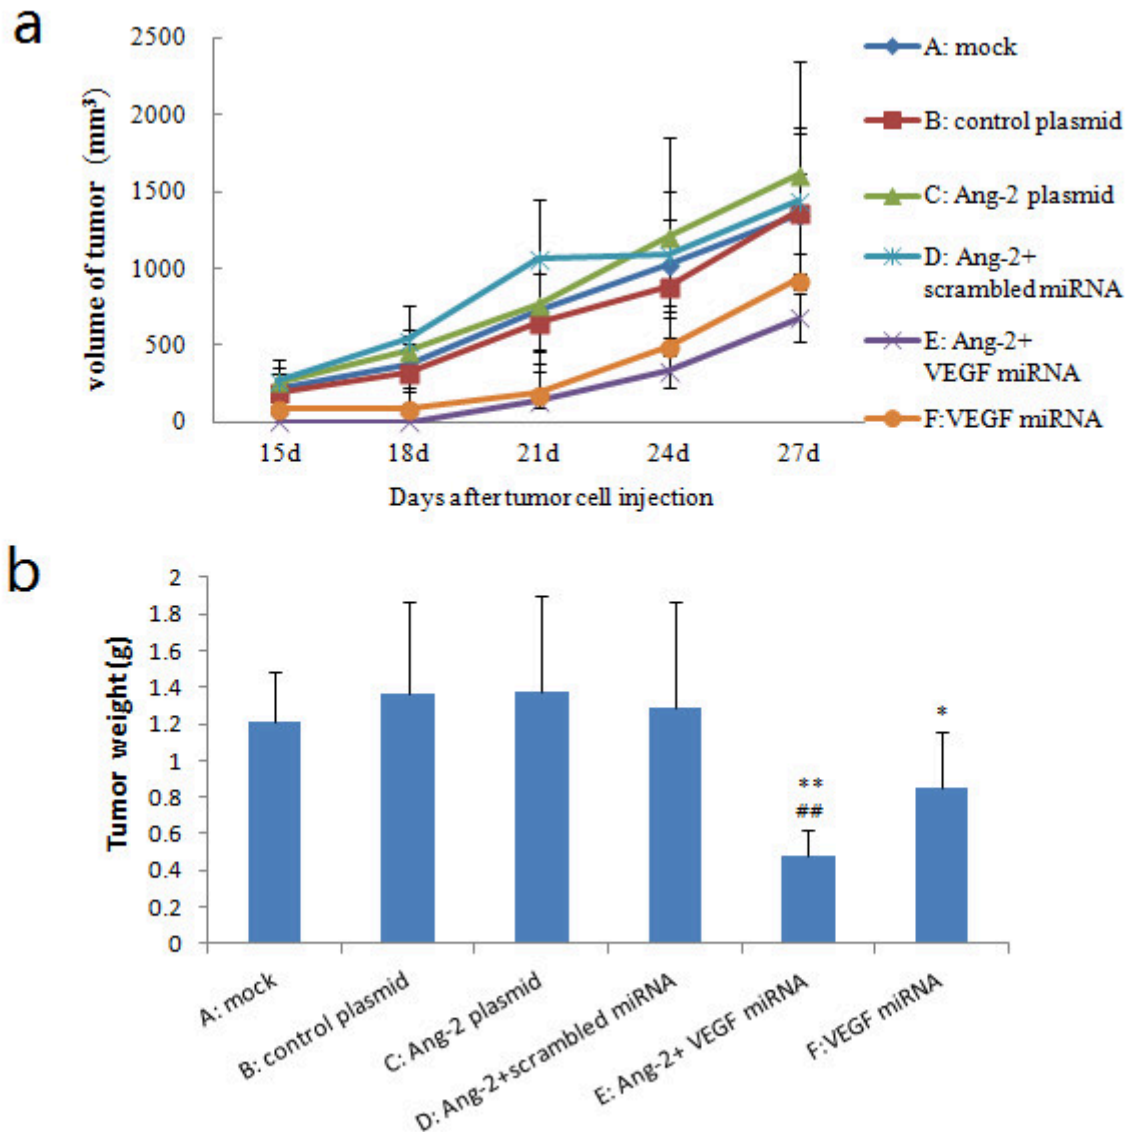 a
volume of tumor (mm³)
2500
2000
1500
1000
500
0
15d 18d 21d 24d 27d
Days after tumor cell injection
A: mock
B: control plasmid
C: Ang-2 plasmid
D: Ang-2+
scrambled miRNA
E: Ang-2+
VEGF miRNA
F:VEGF miRNA
b
Tumor weight (g)
2
1.8
1.6
1.4
1.2
1
0.8
0.6
0.4
0.2
0
**
##
*
A: mock
B: control plasmid
C: Ang-2 plasmid
D: Ang-2+scrambled miRNA
E: Ang-2+ VEGF miRNA
F:VEGF miRNA